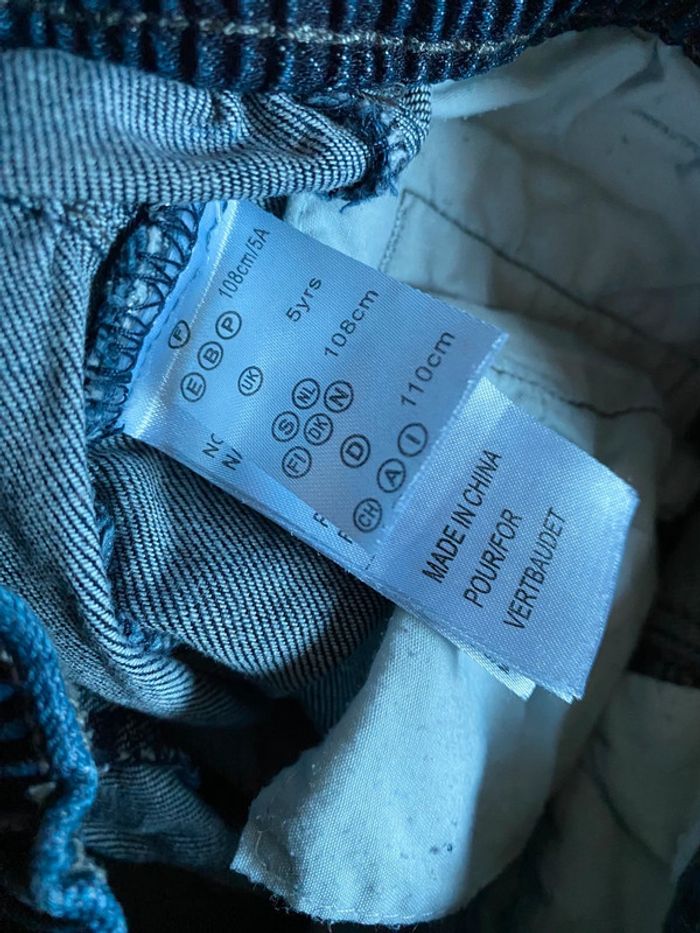 F 108cm/5A
E B P
UK 5yrs
S NL 108cm
FI DK N
D
CH A I 110cm
MADE IN CHINA
POUR/FOR
VERTBAUDET